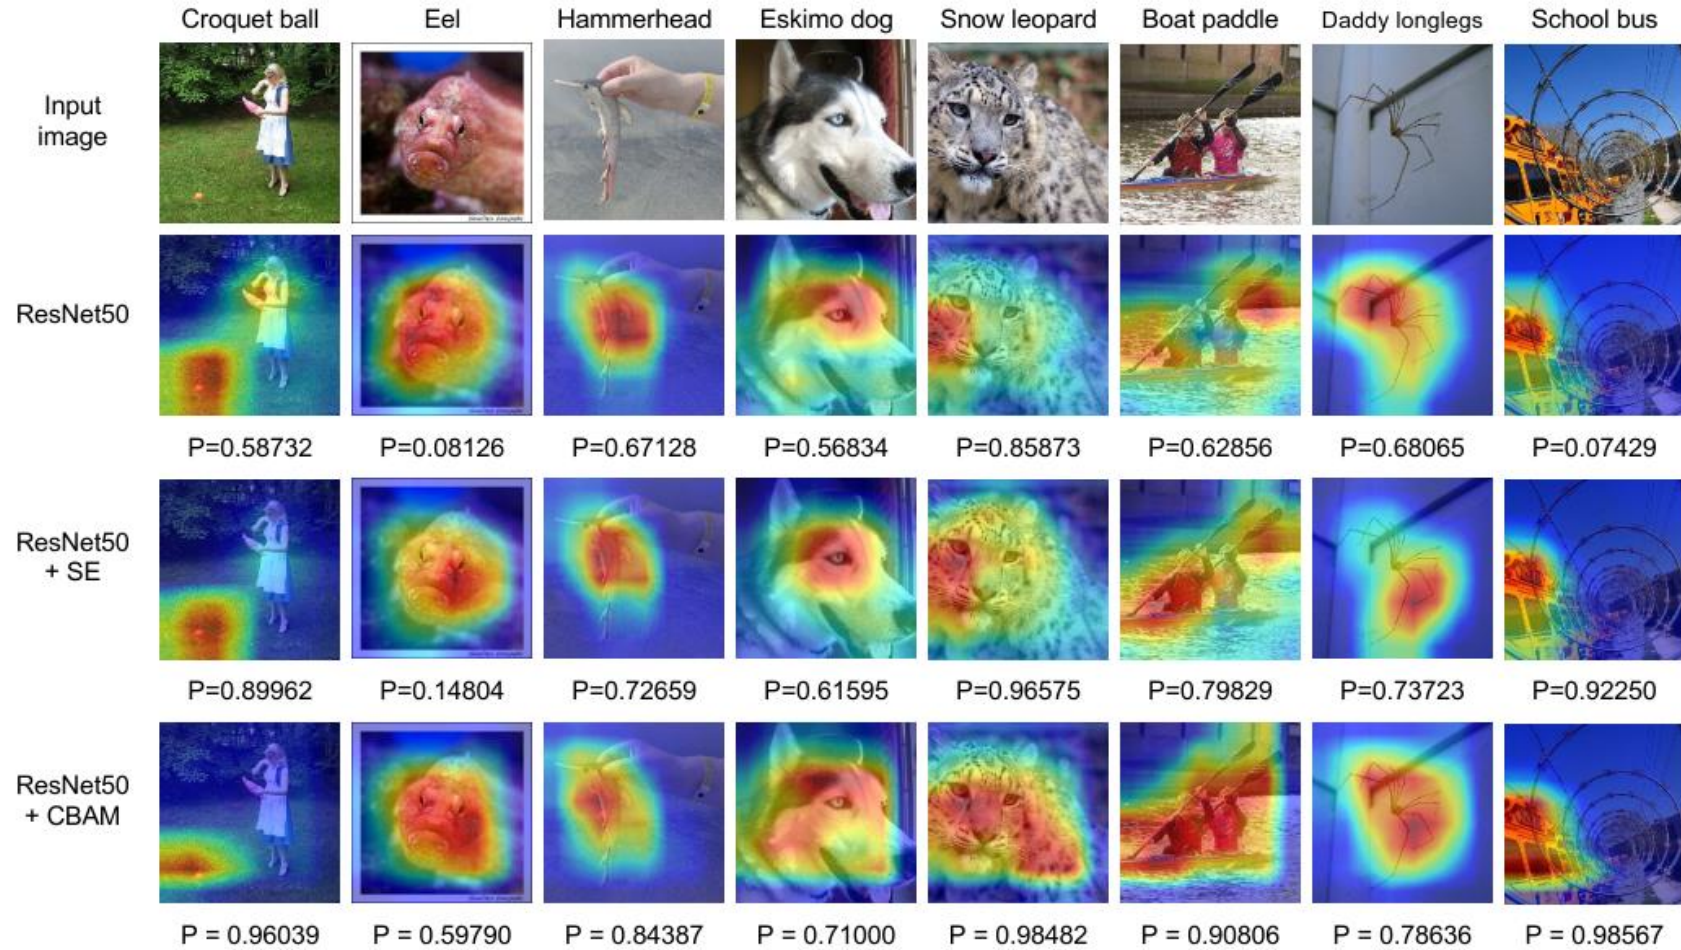 Croquet ball Eel Hammerhead Eskimo dog Snow leopard Boat paddle Daddy longlegs School bus
Input
image
ResNet50
P=0.58732 P=0.08126 P=0.67128 P=0.56834 P=0.85873 P=0.62856 P=0.68065 P=0.07429
ResNet50
+ SE
P=0.89962 P=0.14804 P=0.72659 P=0.61595 P=0.96575 P=0.79829 P=0.73723 P=0.92250
ResNet50
+ CBAM
P = 0.96039 P = 0.59790 P = 0.84387 P = 0.71000 P = 0.98482 P = 0.90806 P = 0.78636 P = 0.98567